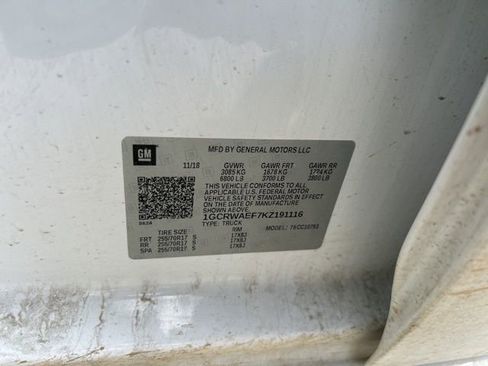 GM
MFD BY GENERAL MOTORS LLC
11/18 GVWR GAWR FRT GAWR RR
3085 KG 1678 KG 1724 KG
6800 LB 3700 LB 3800 LB
THIS VEHICLE CONFORMS TO ALL
APPLICABLE U.S. FEDERAL MOTOR
VEHICLE SAFETY STANDARDS IN
EFFECT ON THE DATE OF MANUFACTURE
SHOWN ABOVE.
1GCRWAEF7KZ191116
TYPE: TRUCK MODEL:
TIRE SIZE RIM
FRT 255/70R17 S 17X8J
RR 255/70R17 S 17X8J
SPA 255/70R17 S 17X8J